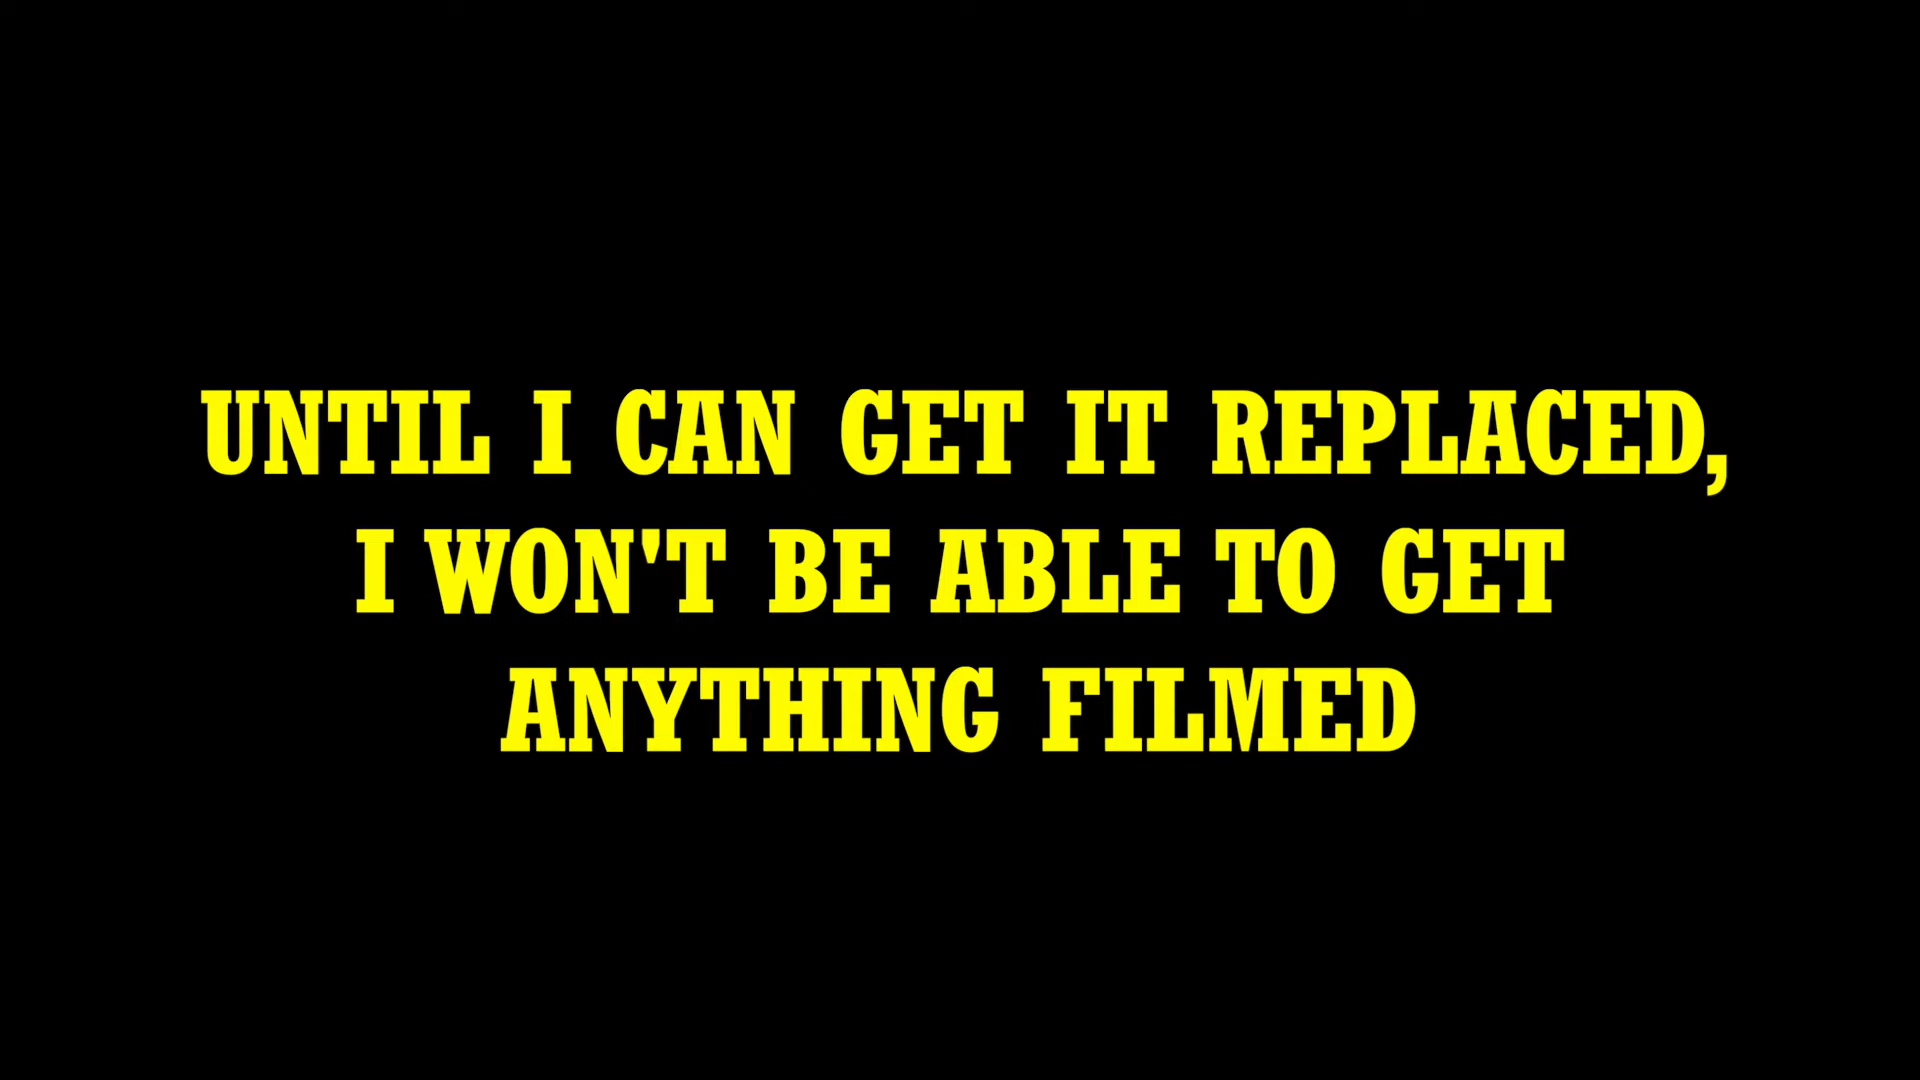 UNTIL I CAN GET IT REPLACED,
I WON'T BE ABLE TO GET
ANYTHING FILMED